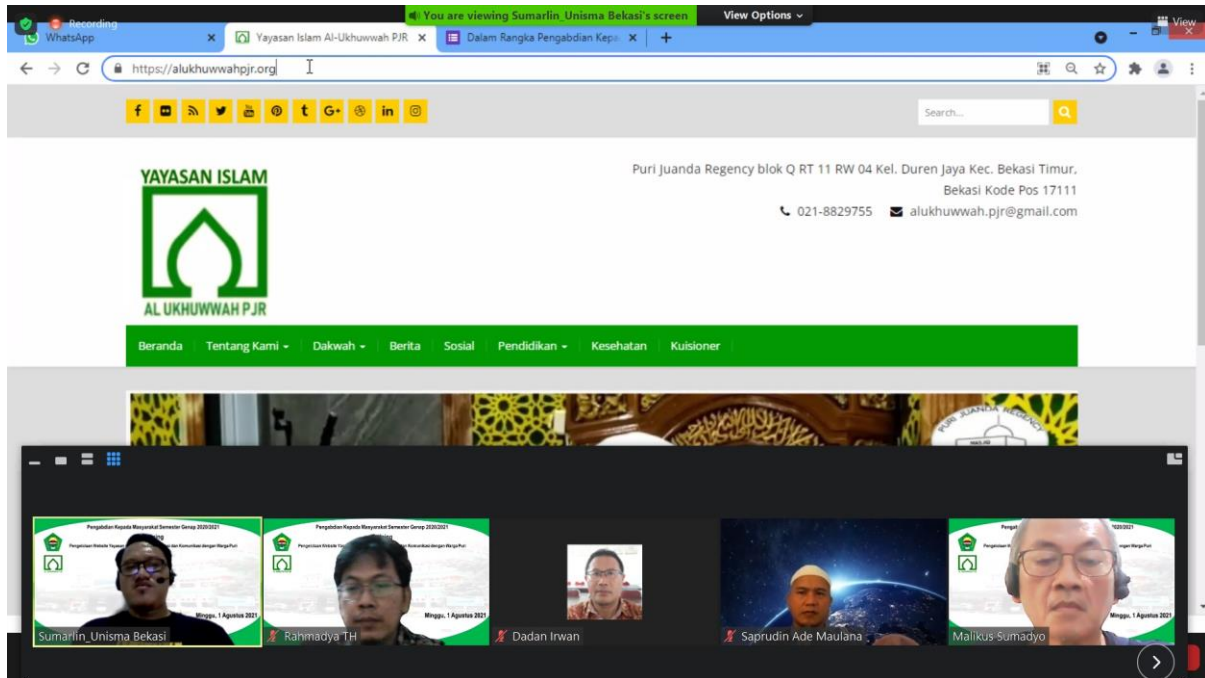 You are viewing Sumarlin_Unisma Bekasi's screen
View Options
Recording
View
WhatsApp
Yayasan Islam Al-Ukhuwwah PJR
Dalam Rangka Pengabdian Kepa
https://alukhuwwahpjr.org
Search...
YAYASAN ISLAM
AL UKHUWWAH PJR
Puri Juanda Regency blok Q RT 11 RW 04 Kel. Duren Jaya Kec. Bekasi Timur,
Bekasi Kode Pos 17111
021-8829755 alukhuwwah.pjr@gmail.com
Beranda Tentang Kami Dakwah Berita Sosial Pendidikan Kesehatan Kuisioner
PURI JUANDA REGENCY
MASJID
Pengabdian Kepada Masyarakat Semester Genap 2020/2021
Minggu, 1 Agustus 2021
Sumarlin_Unisma Bekasi
Pengabdian Kepada Masyarakat Semester Genap 2020/2021
Minggu, 1 Agustus 2021
Rahmadya TH
Dadan Irwan
Saprudin Ade Maulana
Minggu, 1 Agustus 2021
Malikus Sumadyo